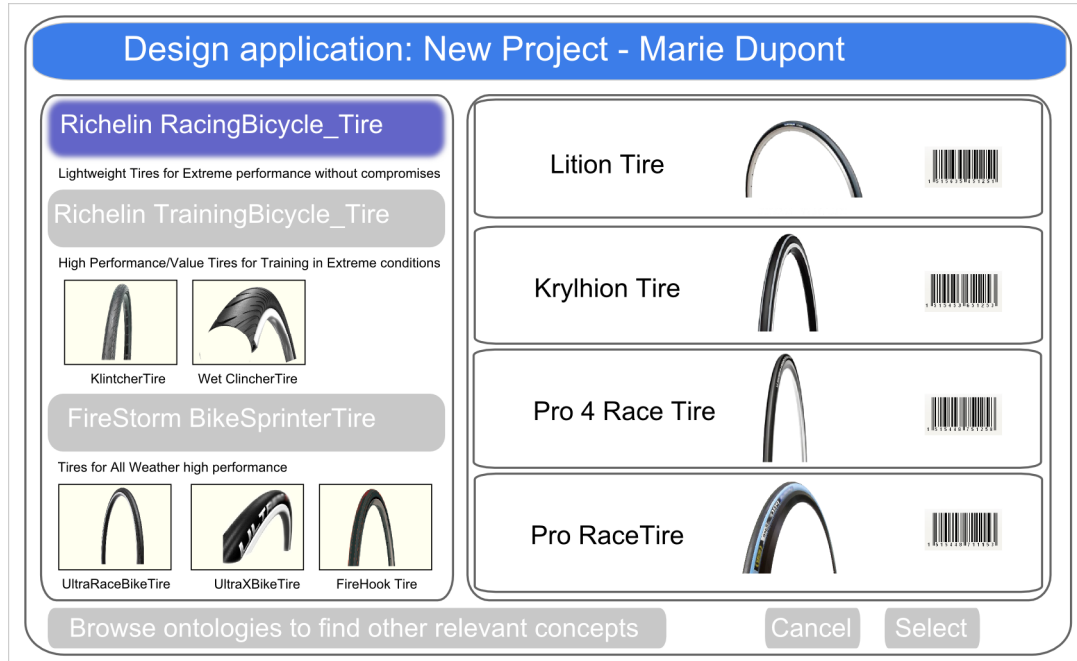 Design application: New Project - Marie Dupont
Richelin RacingBicycle_Tire
Lightweight Tires for Extreme performance without compromises
Richelin TrainingBicycle_Tire
High Performance/Value Tires for Training in Extreme conditions
KlintcherTire
Wet ClincherTire
FireStorm BikeSprinterTire
Tires for All Weather high performance
ULTR
UltraRaceBikeTire
UltraXBikeTire
FireHook Tire
Lition Tire
Krylhion Tire
Pro 4 Race Tire
Pro RaceTire
Browse ontologies to find other relevant concepts
Cancel
Select